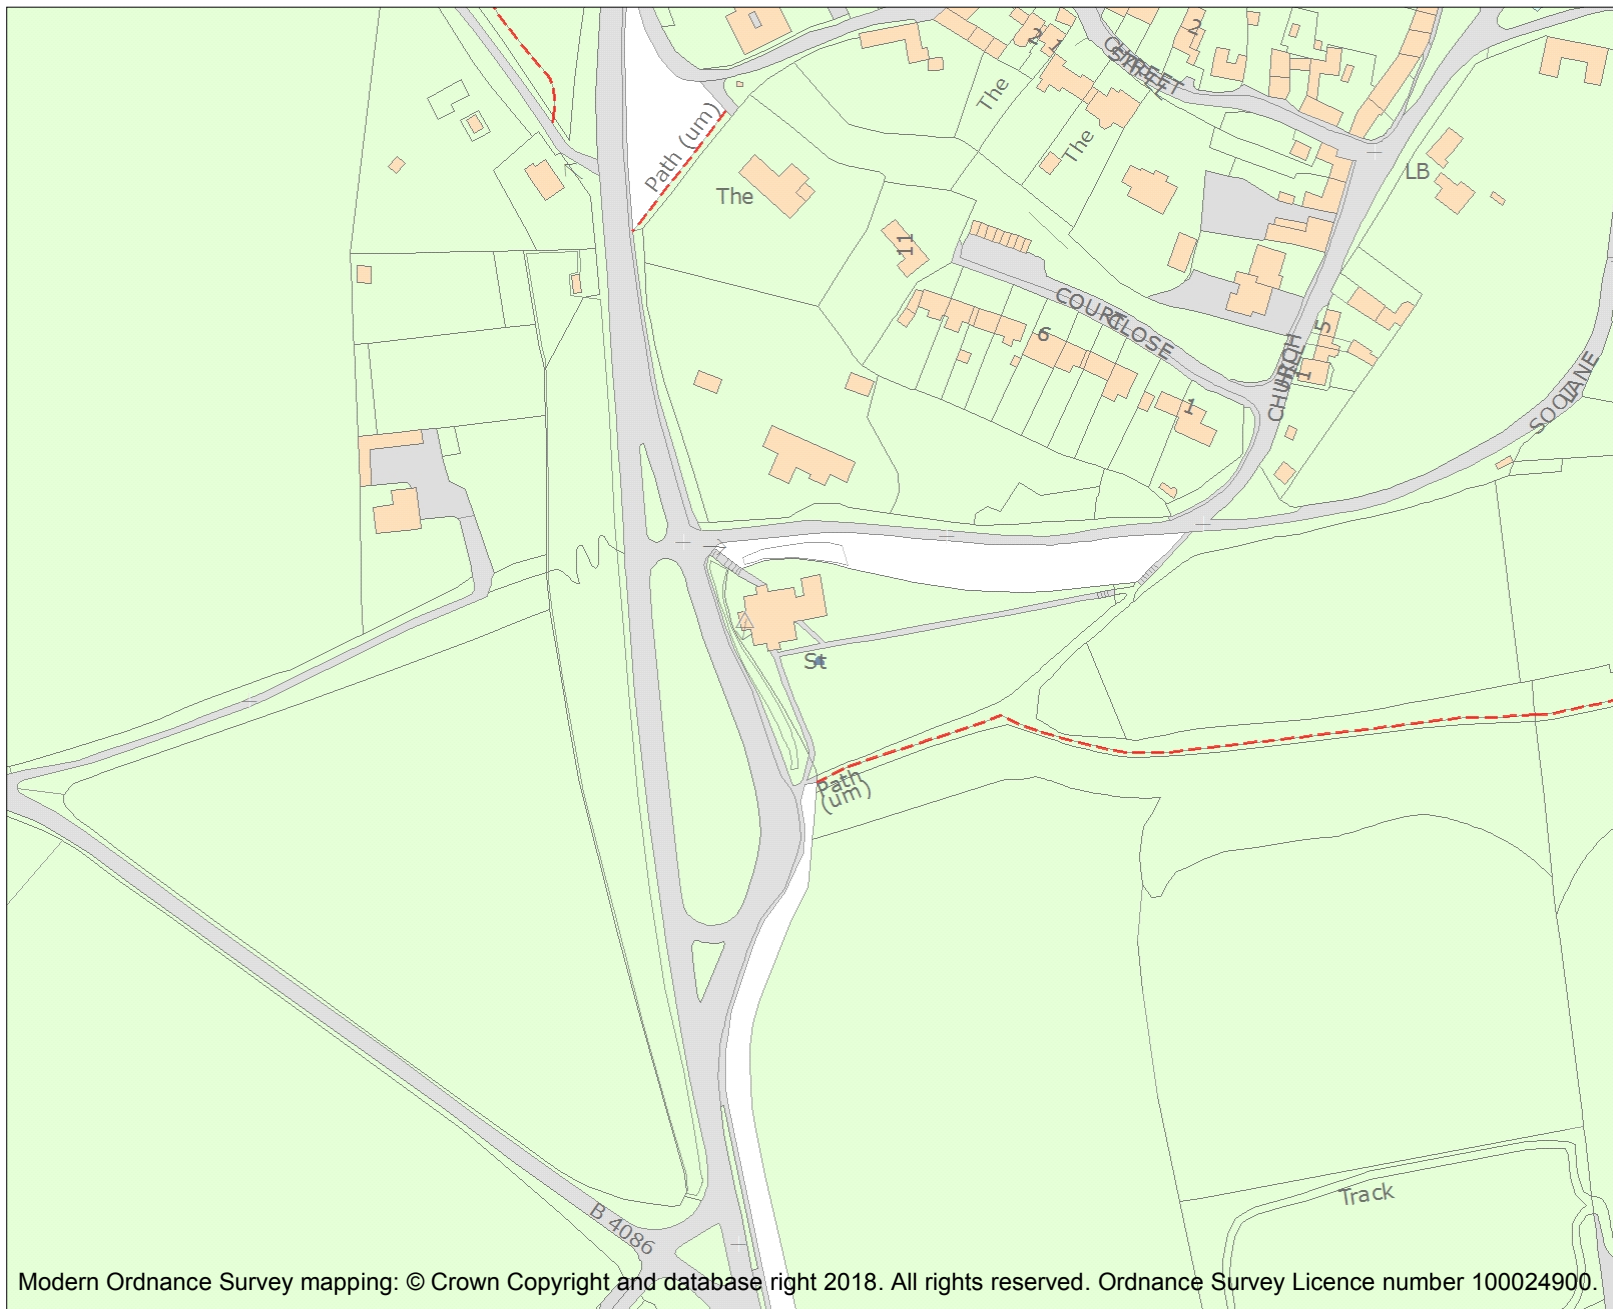 2
1
2
STREET
The
The
Path (um)
The
LB
11
COURT
CLOSE
6
5
1
CHURCH
HILL
1
LANE
St
Path
(um)
Track
B 4086
Modern Ordnance Survey mapping: © Crown Copyright and database right 2018. All rights reserved. Ordnance Survey Licence number 100024900.